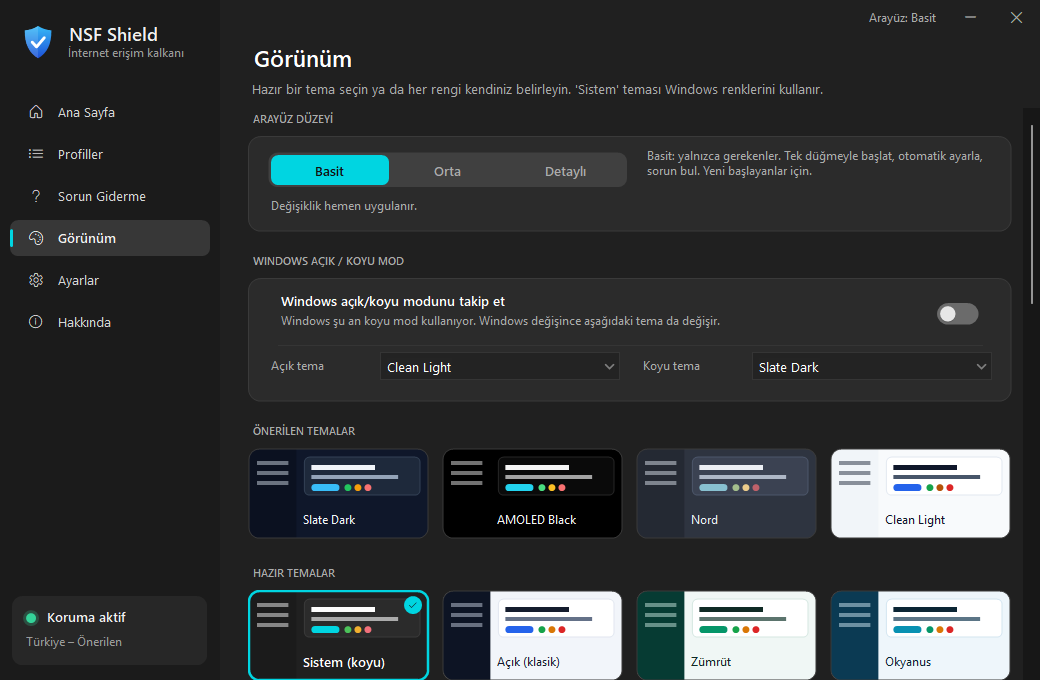 NSF Shield
İnternet erişim kalkanı
Ana Sayfa
Profiller
Sorun Giderme
Görünüm
Ayarlar
Hakkında
Koruma aktif
Türkiye – Önerilen
Arayüz: Basit
Görünüm
Hazır bir tema seçin ya da her rengi kendiniz belirleyin. 'Sistem' teması Windows renklerini kullanır.
ARAYÜZ DÜZEYİ
Basit
Orta
Detaylı
Basit: yalnızca gerekenler. Tek düğmeyle başlat, otomatik ayarla,
sorun bul. Yeni başlayanlar için.
Değişiklik hemen uygulanır.
WINDOWS AÇIK / KOYU MOD
Windows açık/koyu modunu takip et
Windows şu an koyu mod kullanıyor. Windows değişince aşağıdaki tema da değişir.
Açık tema
Clean Light
Koyu tema
Slate Dark
ÖNERİLEN TEMALAR
Slate Dark
AMOLED Black
Nord
Clean Light
HAZIR TEMALAR
Sistem (koyu)
Açık (klasik)
Zümrüt
Okyanus